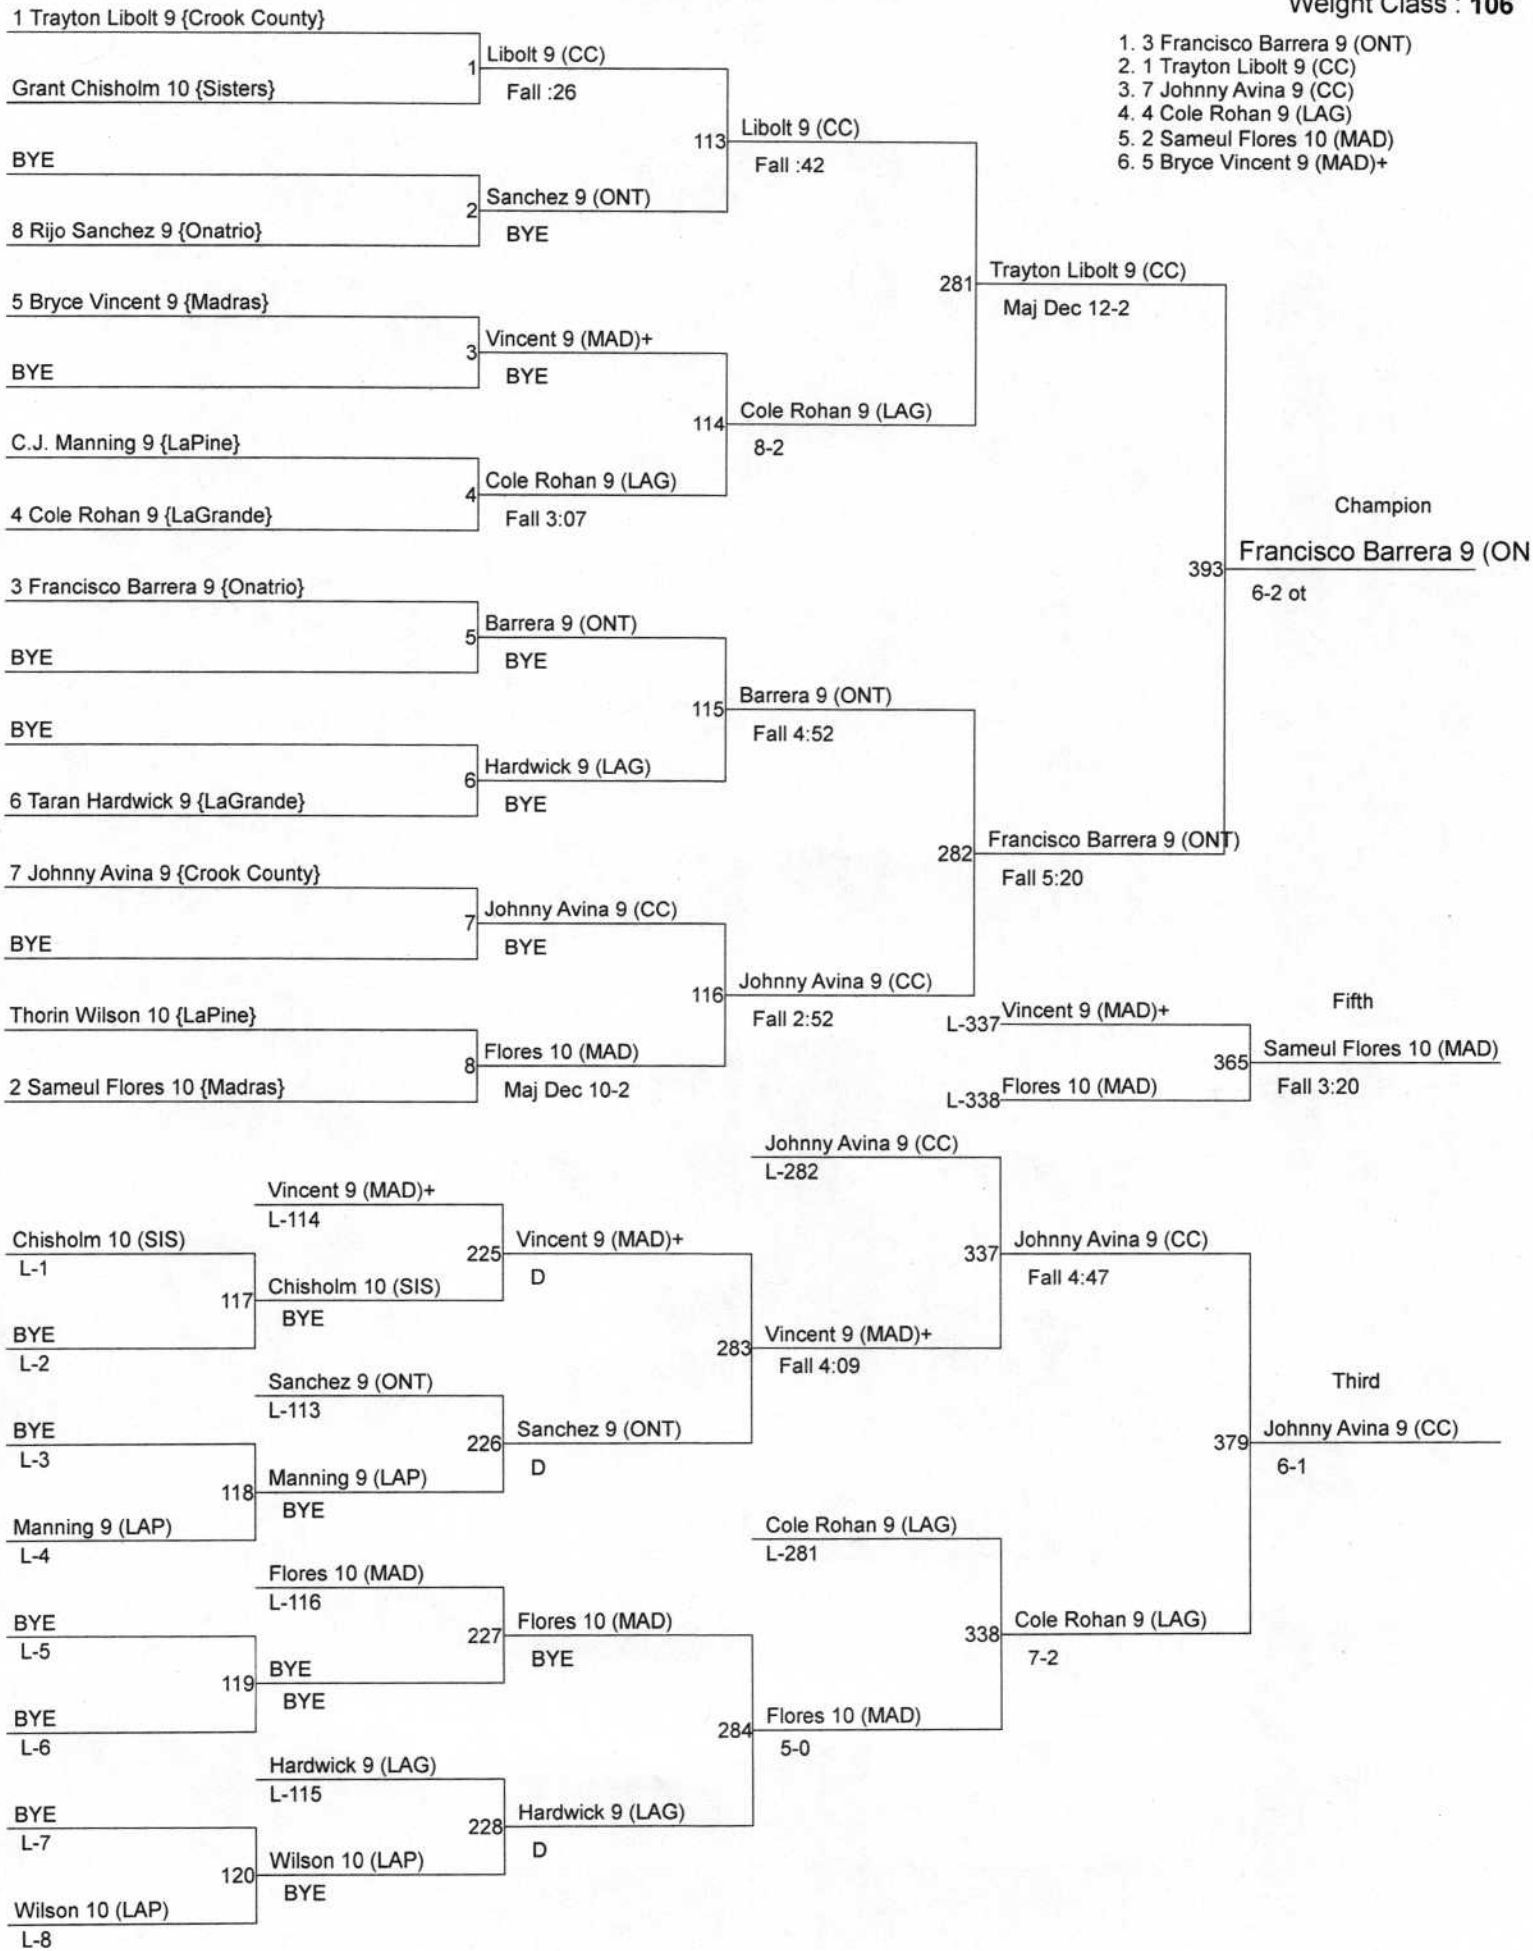 Weight Class : 106
1. 3 Francisco Barrera 9 (ONT)
2. 1 Trayton Libolt 9 (CC)
3. 7 Johnny Avina 9 (CC)
4. 4 Cole Rohan 9 (LAG)
5. 2 Sameul Flores 10 (MAD)
6. 5 Bryce Vincent 9 (MAD)+
1 Trayton Libolt 9 {Crook County}
1
Libolt 9 (CC)
Fall :26
Grant Chisholm 10 {Sisters}
113
Libolt 9 (CC)
Fall :42
BYE
2
Sanchez 9 (ONT)
BYE
8 Rijo Sanchez 9 {Onatrio}
281
Trayton Libolt 9 (CC)
Maj Dec 12-2
5 Bryce Vincent 9 {Madras}
3
Vincent 9 (MAD)+
BYE
BYE
114
Cole Rohan 9 (LAG)
8-2
C.J. Manning 9 {LaPine}
4
Cole Rohan 9 (LAG)
Fall 3:07
4 Cole Rohan 9 {LaGrande}
Champion
393
Francisco Barrera 9 (ON
6-2 ot
3 Francisco Barrera 9 {Onatrio}
5
Barrera 9 (ONT)
BYE
BYE
115
Barrera 9 (ONT)
Fall 4:52
BYE
6
Hardwick 9 (LAG)
BYE
6 Taran Hardwick 9 {LaGrande}
282
Francisco Barrera 9 (ONT)
Fall 5:20
7 Johnny Avina 9 {Crook County}
7
Johnny Avina 9 (CC)
BYE
BYE
116
Johnny Avina 9 (CC)
Fall 2:52
Thorin Wilson 10 {LaPine}
8
Flores 10 (MAD)
Maj Dec 10-2
2 Sameul Flores 10 {Madras}
Fifth
L-337
Vincent 9 (MAD)+
365
Sameul Flores 10 (MAD)
Fall 3:20
L-338
Flores 10 (MAD)
Johnny Avina 9 (CC)
L-282
Vincent 9 (MAD)+
L-114
Chisholm 10 (SIS)
L-1
225
Vincent 9 (MAD)+
D
337
Johnny Avina 9 (CC)
Fall 4:47
117
Chisholm 10 (SIS)
BYE
BYE
L-2
283
Vincent 9 (MAD)+
Fall 4:09
Sanchez 9 (ONT)
L-113
Third
BYE
L-3
226
Sanchez 9 (ONT)
D
379
Johnny Avina 9 (CC)
6-1
118
Manning 9 (LAP)
BYE
Manning 9 (LAP)
L-4
Cole Rohan 9 (LAG)
L-281
Flores 10 (MAD)
L-116
BYE
L-5
227
Flores 10 (MAD)
BYE
338
Cole Rohan 9 (LAG)
7-2
119
BYE
BYE
BYE
L-6
284
Flores 10 (MAD)
5-0
Hardwick 9 (LAG)
L-115
BYE
L-7
228
Hardwick 9 (LAG)
D
120
Wilson 10 (LAP)
BYE
Wilson 10 (LAP)
L-8